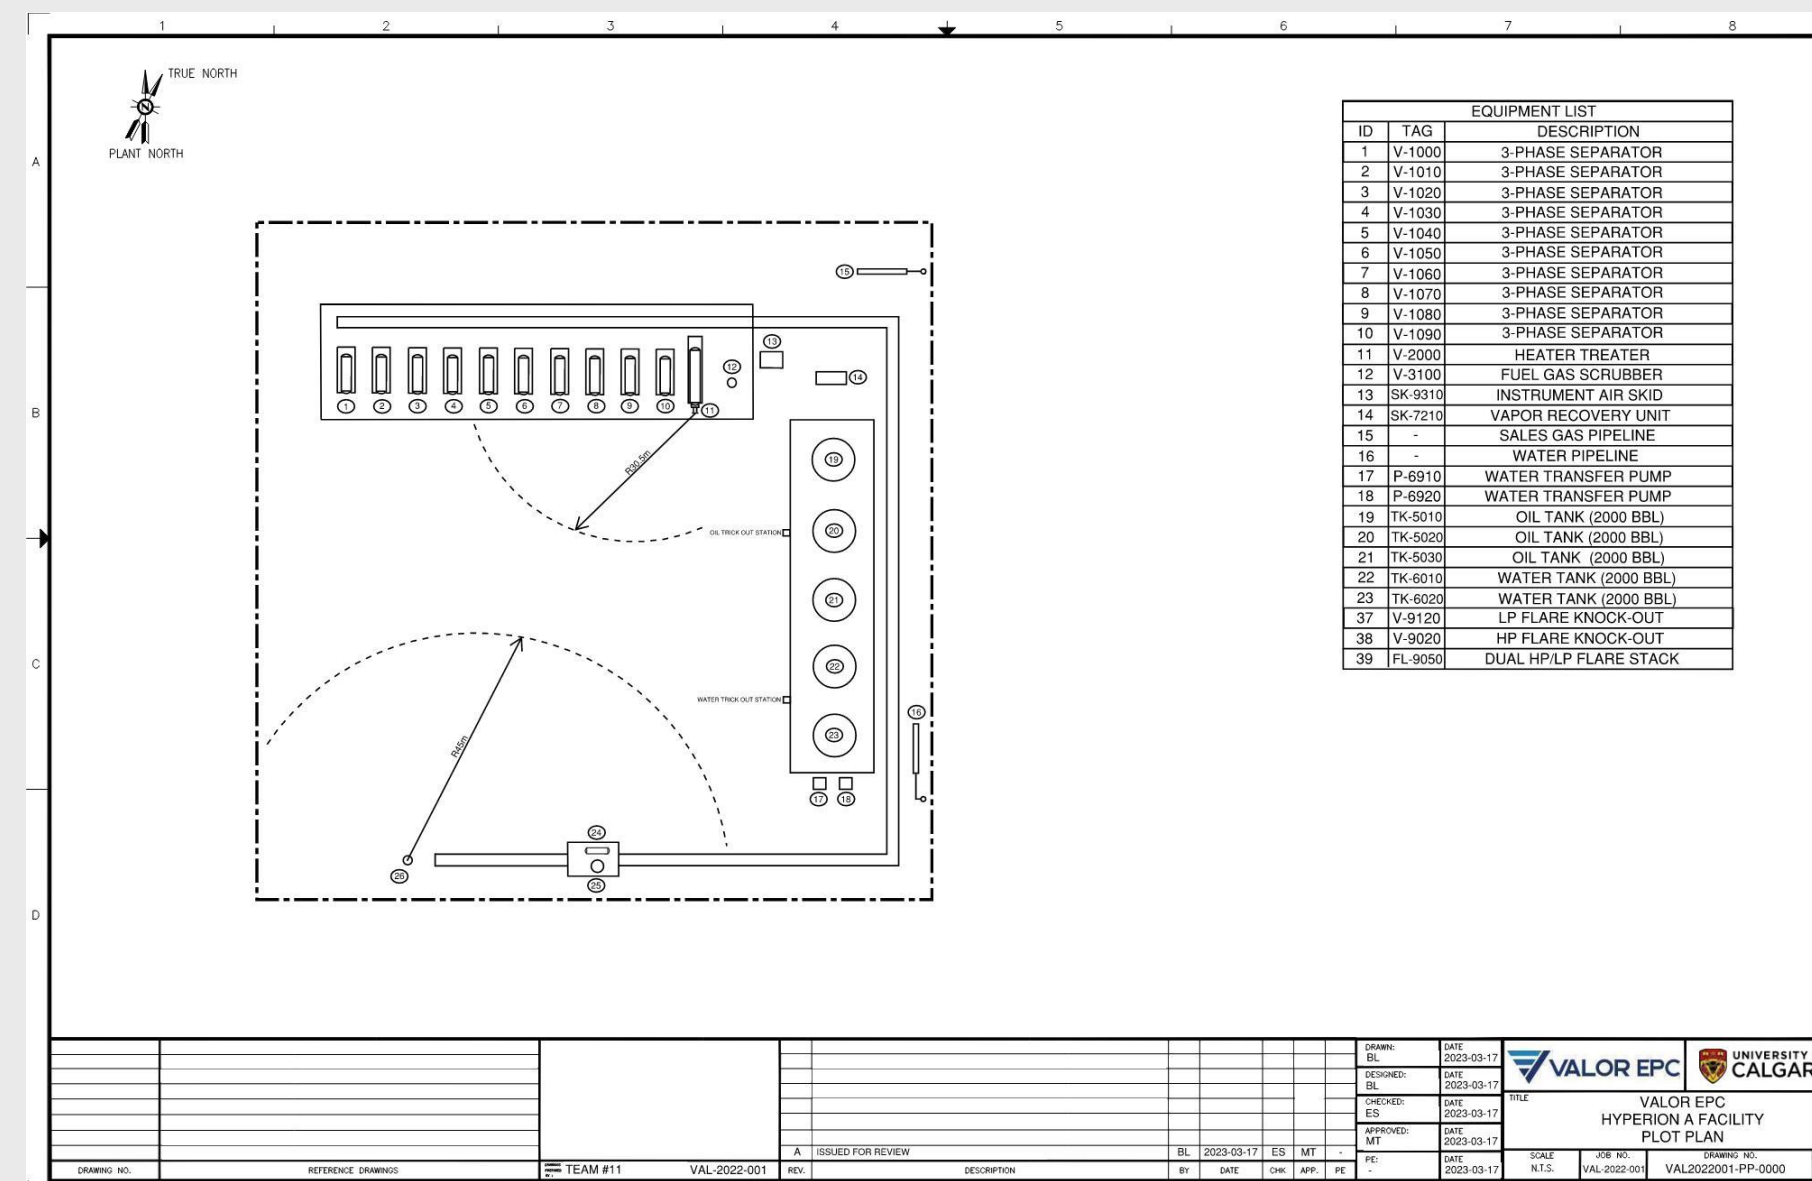 1 2 3 4 5 6 7 8
TRUE NORTH
N
PLANT NORTH
A
B
C
D
15
13
12
14
1 2 3 4 5 6 7 8 9 10 11
R30.5m
19
OIL TRICK OUT STATION
20
21
22
WATER TRICK OUT STATION
16
23
R45m
17 18
24
26
25
EQUIPMENT LIST
ID TAG DESCRIPTION
1 V-1000 3-PHASE SEPARATOR
2 V-1010 3-PHASE SEPARATOR
3 V-1020 3-PHASE SEPARATOR
4 V-1030 3-PHASE SEPARATOR
5 V-1040 3-PHASE SEPARATOR
6 V-1050 3-PHASE SEPARATOR
7 V-1060 3-PHASE SEPARATOR
8 V-1070 3-PHASE SEPARATOR
9 V-1080 3-PHASE SEPARATOR
10 V-1090 3-PHASE SEPARATOR
11 V-2000 HEATER TREATER
12 V-3100 FUEL GAS SCRUBBER
13 SK-9310 INSTRUMENT AIR SKID
14 SK-7210 VAPOR RECOVERY UNIT
15 - SALES GAS PIPELINE
16 - WATER PIPELINE
17 P-6910 WATER TRANSFER PUMP
18 P-6920 WATER TRANSFER PUMP
19 TK-5010 OIL TANK (2000 BBL)
20 TK-5020 OIL TANK (2000 BBL)
21 TK-5030 OIL TANK (2000 BBL)
22 TK-6010 WATER TANK (2000 BBL)
23 TK-6020 WATER TANK (2000 BBL)
37 V-9120 LP FLARE KNOCK-OUT
38 V-9020 HP FLARE KNOCK-OUT
39 FL-9050 DUAL HP/LP FLARE STACK
DRAWING NO. REFERENCE DRAWINGS
TEAM #11 VAL-2022-001
A ISSUED FOR REVIEW BL 2023-03-17 ES MT -
REV. DESCRIPTION BY DATE CHK APP. PE
DRAWN: DATE
BL 2023-03-17
DESIGNED: DATE
BL 2023-03-17
CHECKED: DATE
ES 2023-03-17
APPROVED: DATE
MT 2023-03-17
PE: DATE
- 2023-03-17
VALOR EPC
UNIVERSITY
CALGAR
TITLE
VALOR EPC
HYPERION A FACILITY
PLOT PLAN
SCALE JOB NO. DRAWING NO.
N.T.S. VAL-2022-001 VAL2022001-PP-0000